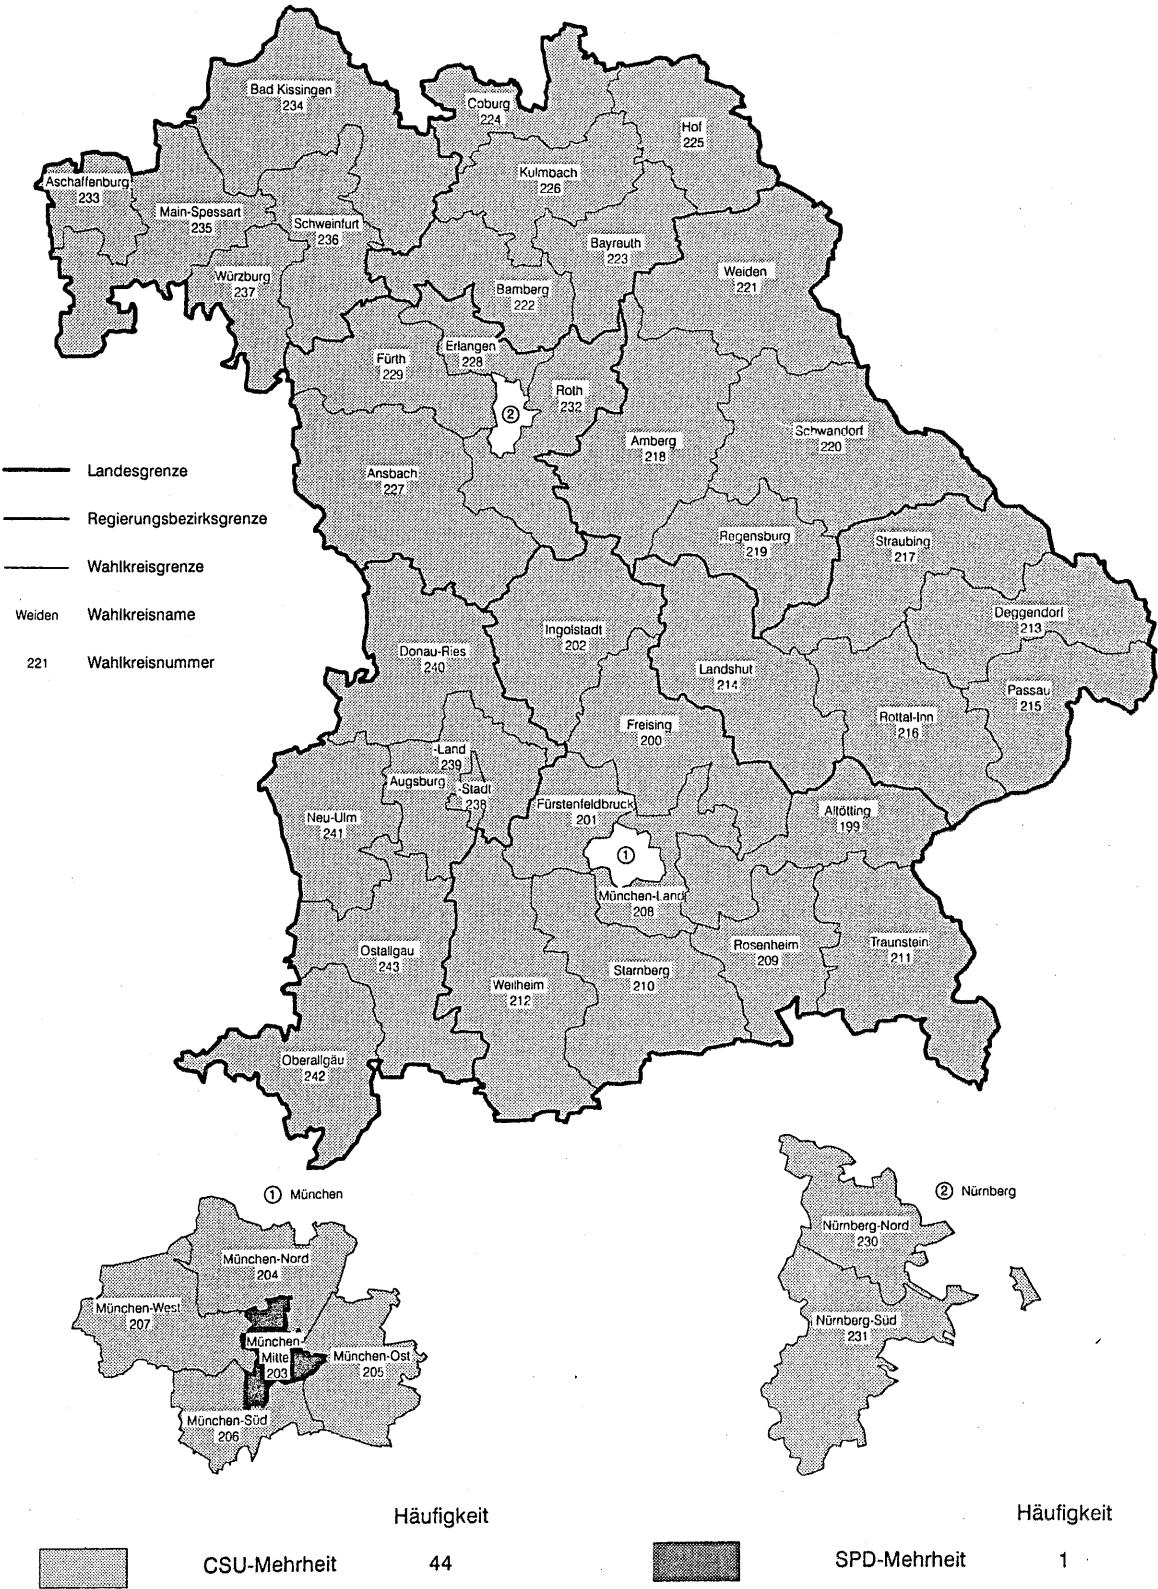 Bad Kissingen
234
Coburg
224
Hof
225
Aschaffenburg
233
Kulmbach
226
Main-Spessart
235
Schweinfurt
236
Bayreuth
223
Würzburg
237
Weiden
221
Bamberg
222
Erlangen
228
Fürth
229
Roth
232
②
Amberg
218
Schwandorf
220
Ansbach
227
Landesgrenze
Regierungsbezirksgrenze
Wahlkreisgrenze
Weiden Wahlkreisname
221 Wahlkreisnummer
Regensburg
219
Straubing
217
Deggendorf
213
Ingolstadt
202
Donau-Ries
240
Landshut
214
Passau
215
Rottal-Inn
216
Freising
200
-Land
239
Augsburg
-Stadt
238
Fürstenfeldbruck
201
Altötting
199
Neu-Ulm
241
①
München-Land
208
Ostallgäu
243
Rosenheim
209
Traunstein
211
Starnberg
210
Weilheim
212
Oberallgäu
242
① München
München-Nord
204
München-West
207
München-
Mitte
203
München-Ost
205
München-Süd
206
② Nürnberg
Nürnberg-Nord
230
Nürnberg-Süd
231
Häufigkeit
CSU-Mehrheit 44
Häufigkeit
SPD-Mehrheit 1